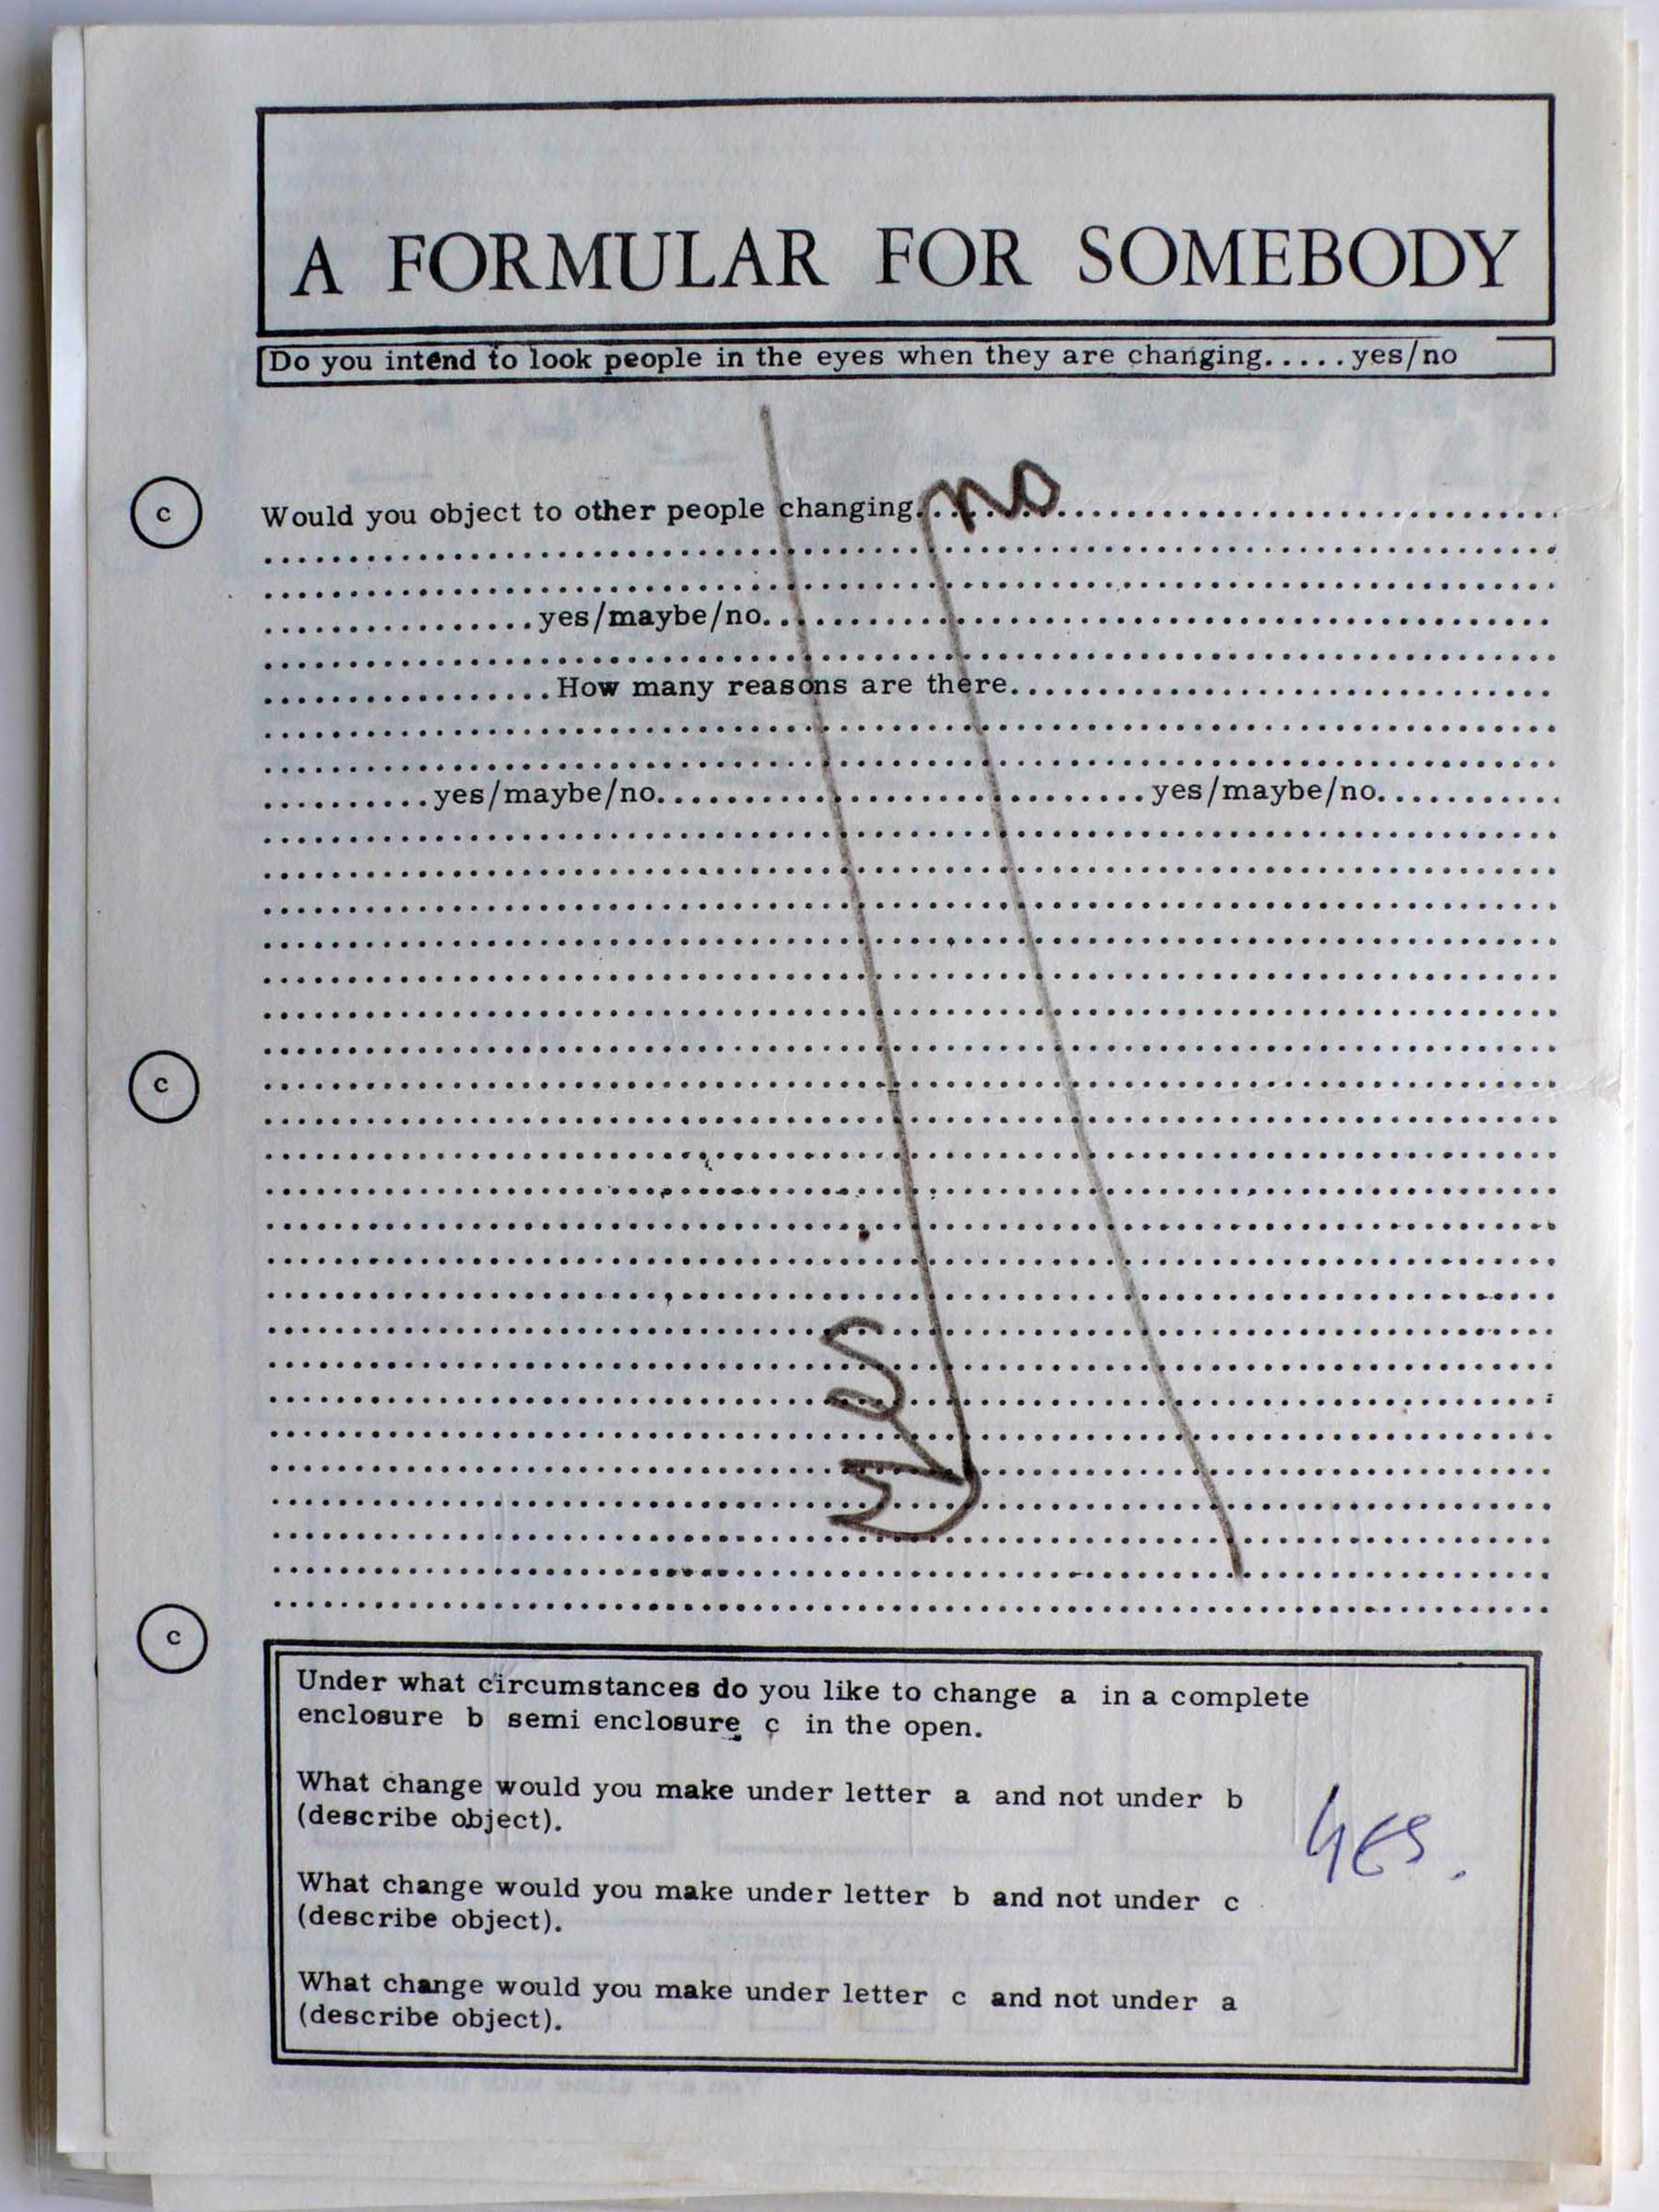 A FORMULAR FOR SOMEBODY
Do you intend to look people in the eyes when they are changing.....yes/no
c
Would you object to other people changing.
no
yes/maybe/no
How many reasons are there
yes/maybe/no
yes/maybe/no
c
yes
c
Under what circumstances do you like to change a in a complete
enclosure b semi enclosure c in the open.
What change would you make under letter a and not under b
(describe object).
YES.
What change would you make under letter b and not under c
(describe object).
What change would you make under letter c and not under a
(describe object).